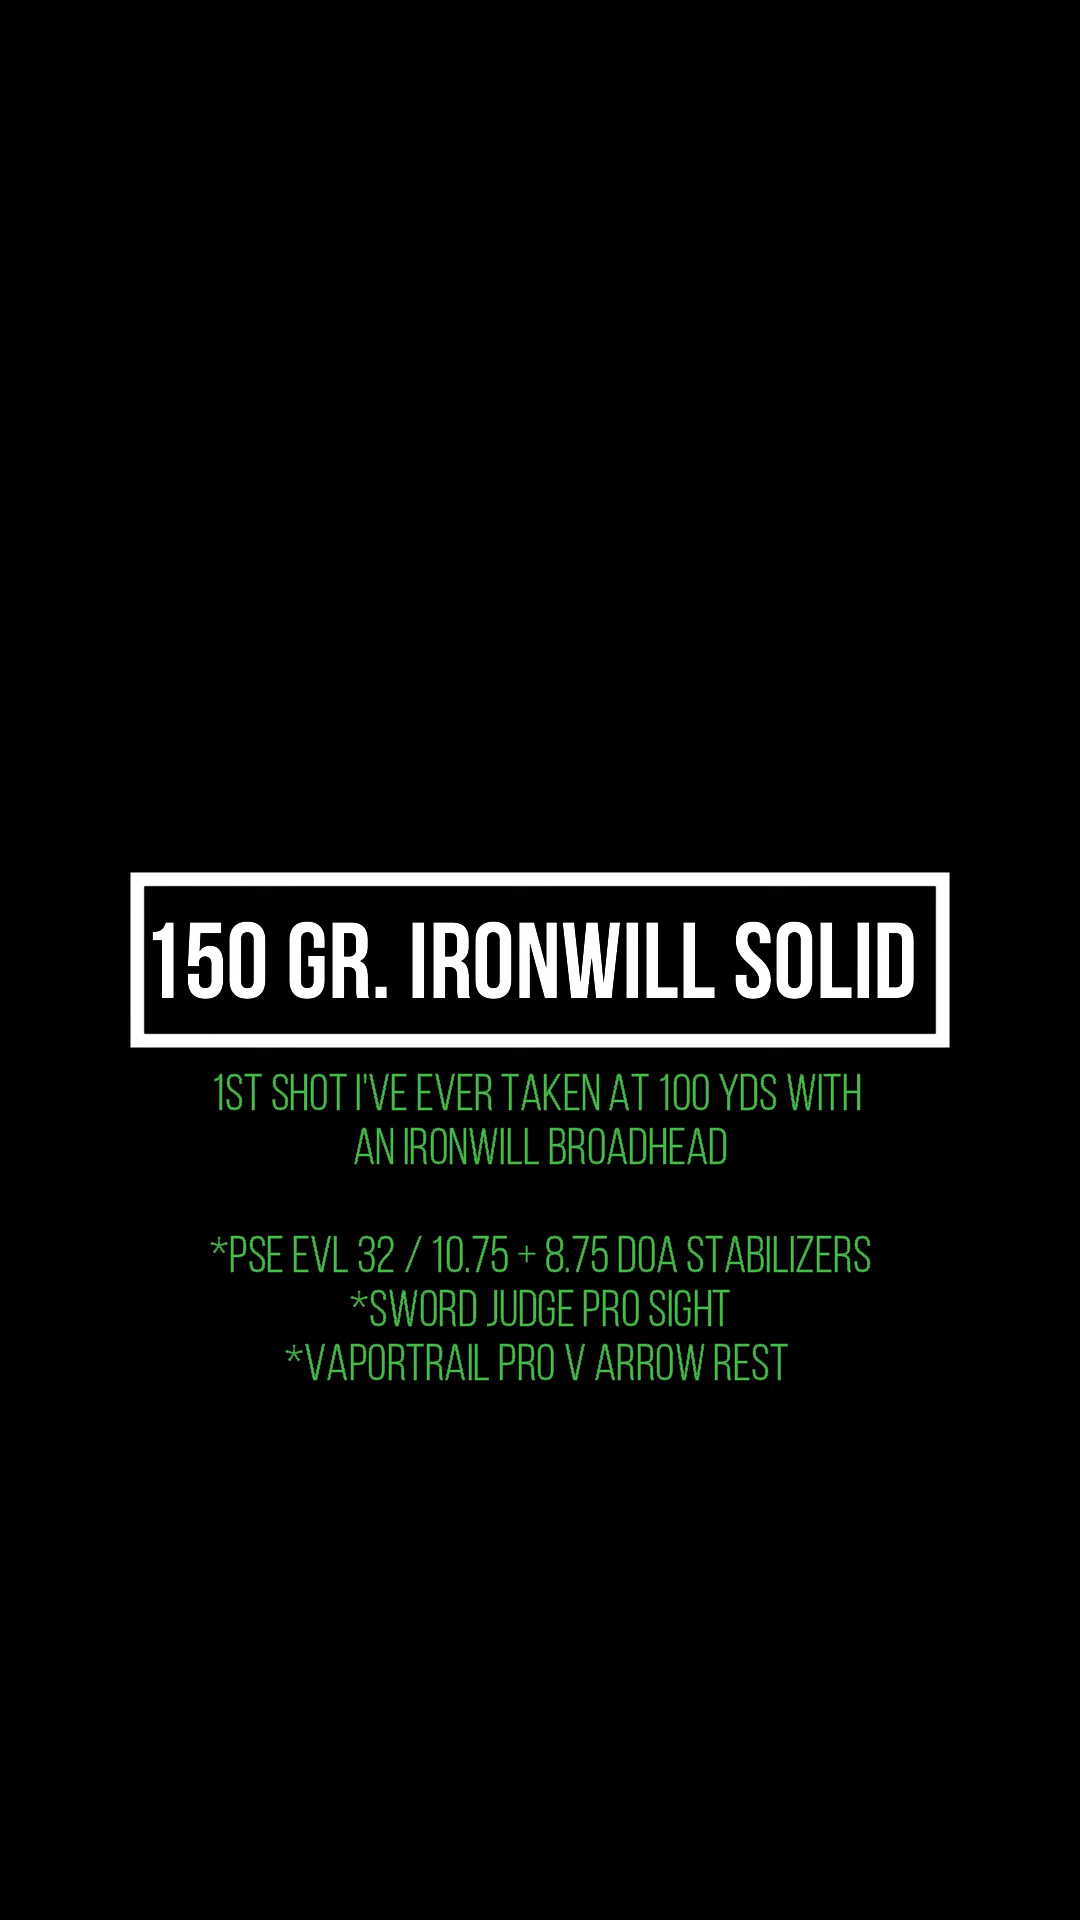 150 GR. IRONWILL SOLID
1ST SHOT I'VE EVER TAKEN AT 100 YDS WITH
AN IRONWILL BROADHEAD
*PSE EVL 32 / 10.75 + 8.75 DOA STABILIZERS
*SWORD JUDGE PRO SIGHT
*VAPORTRAIL PRO V ARROW REST